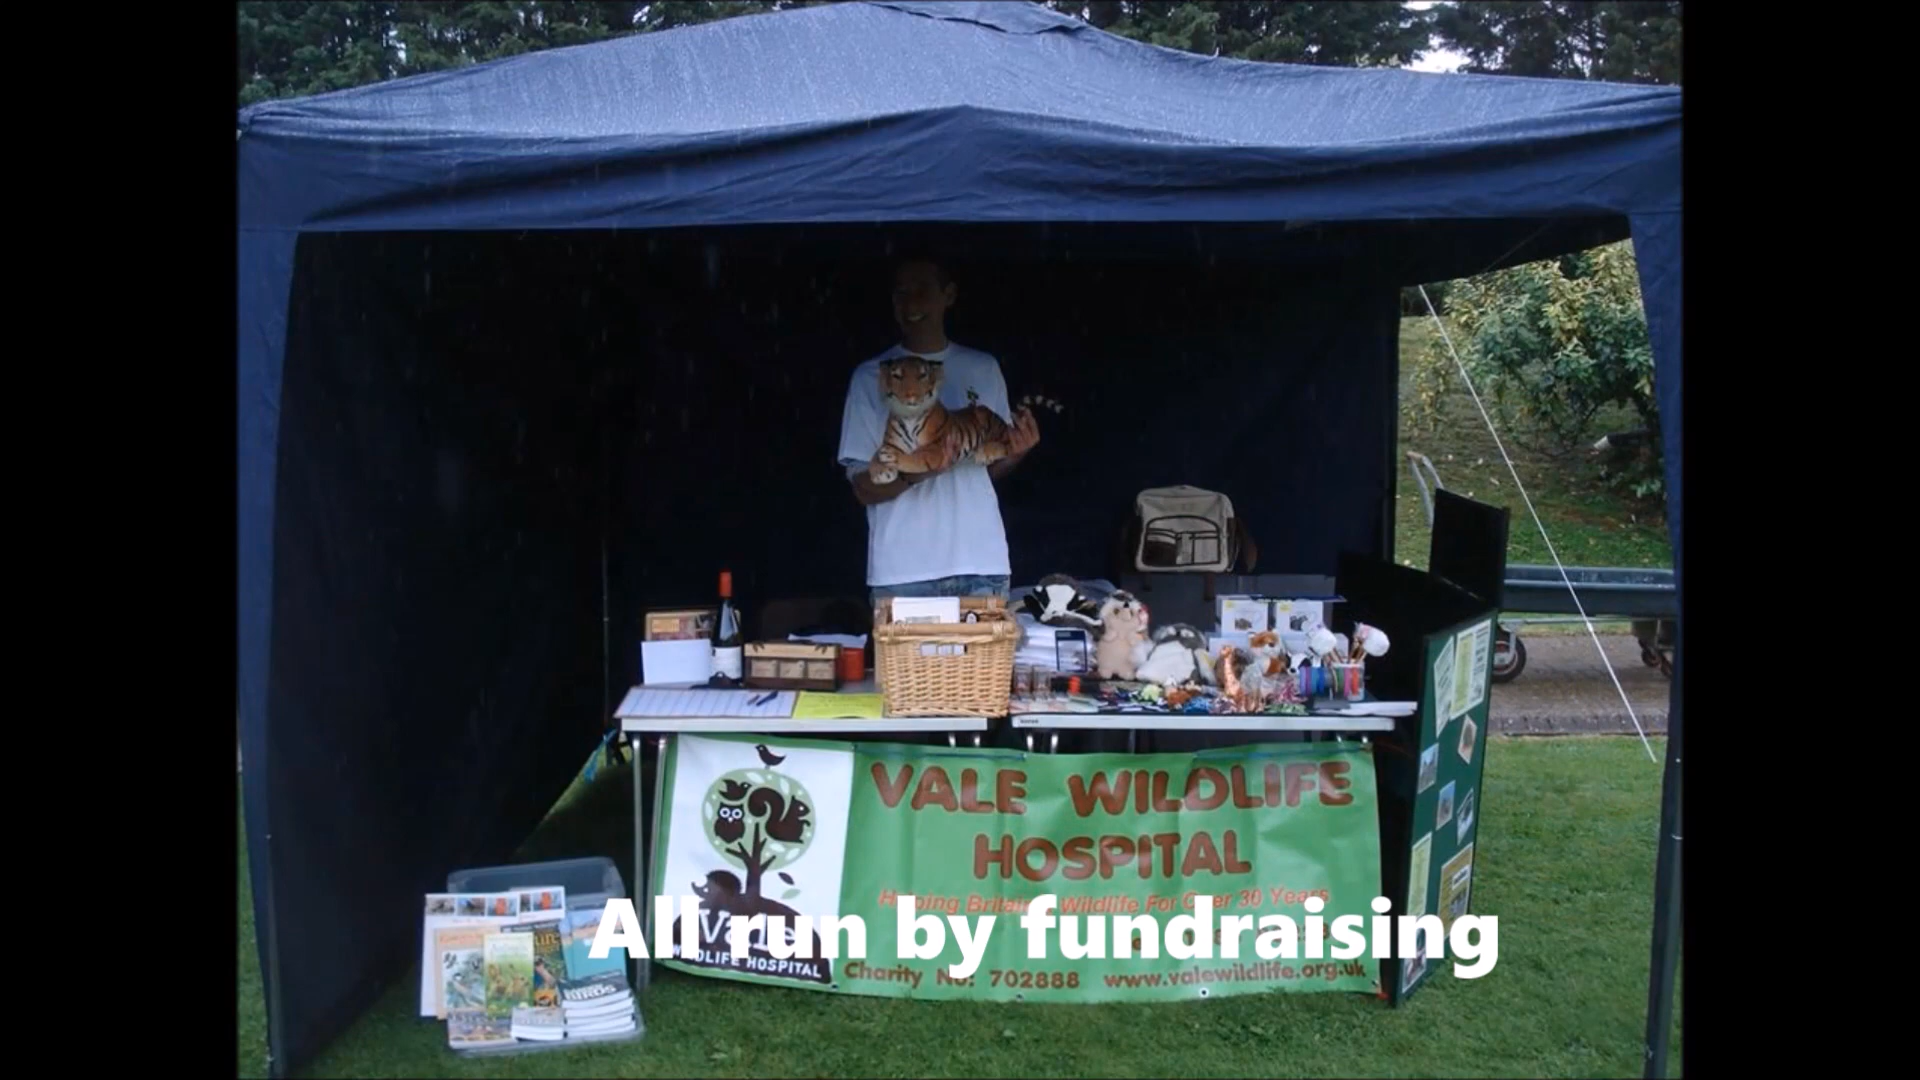 VALE WILDLIFE
HOSPITAL
Helping Britain's Wildlife For Over 30 Years
All run by fundraising
Vale
WILDLIFE HOSPITAL
Charity No: 702888 www.valewildlife.org.uk
BIRDS